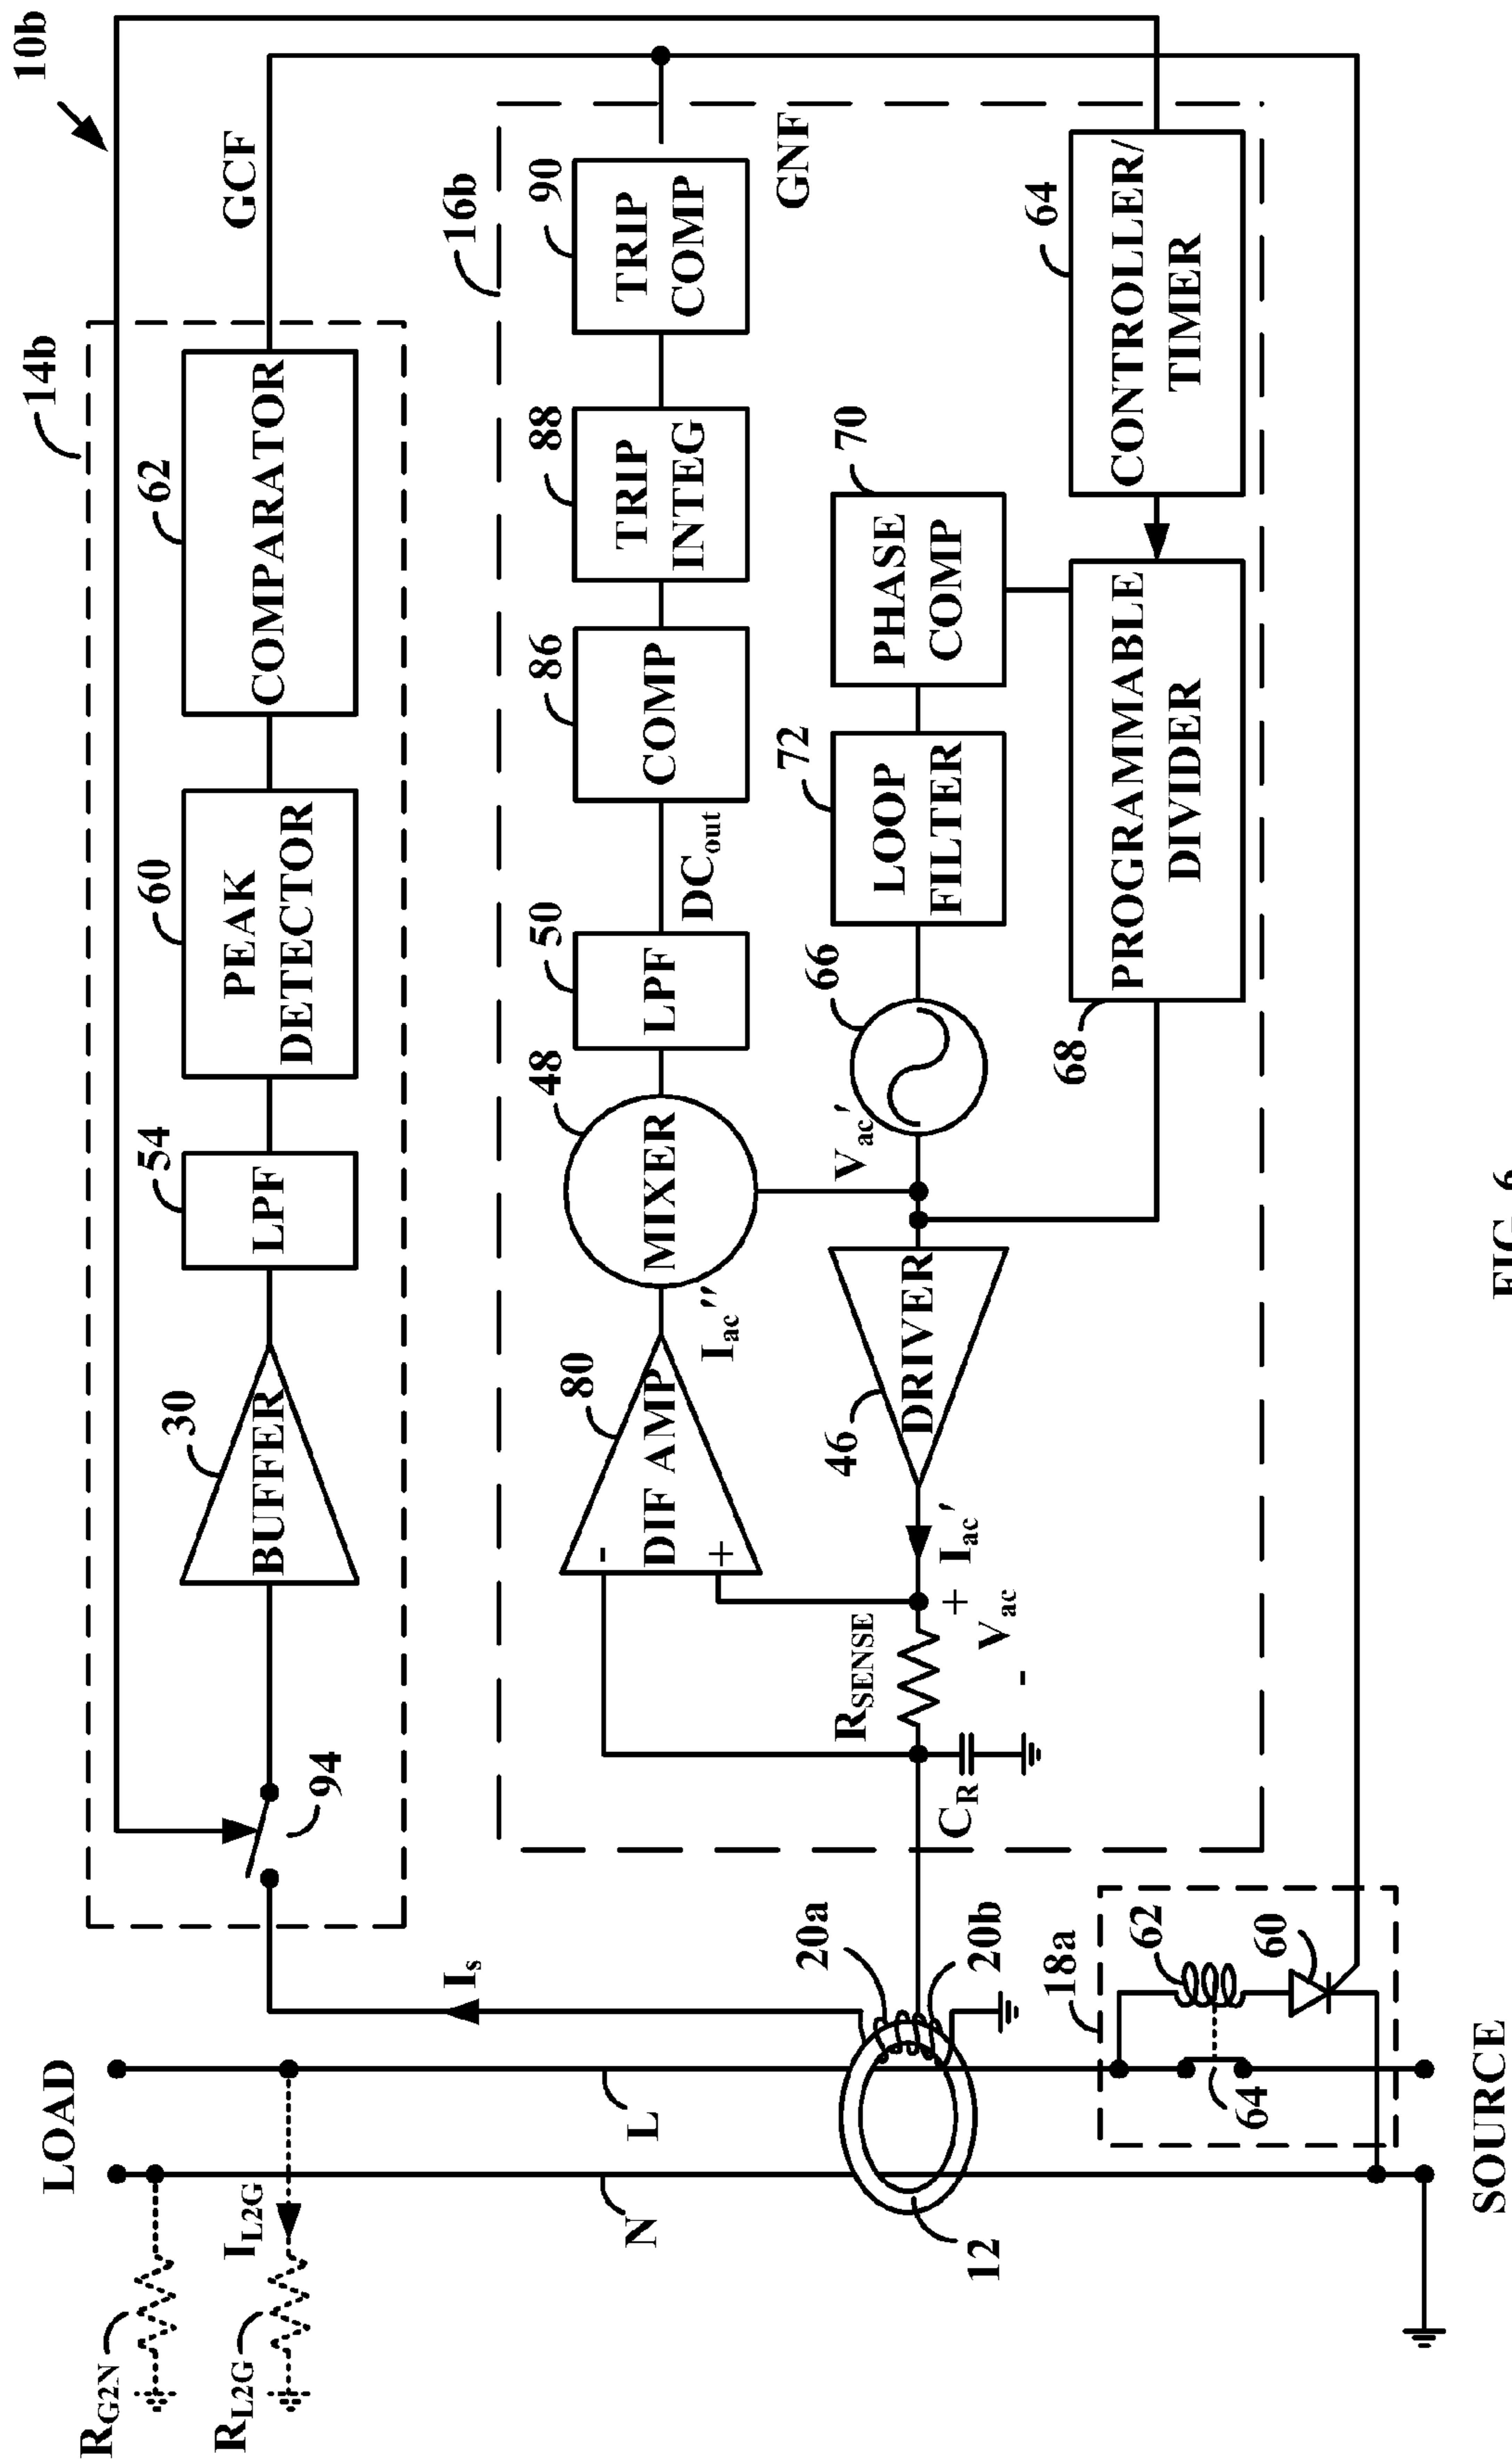 10b
14b
GCF
30
54
60
62
BUFFER
LPF
PEAK
DETECTOR
COMPARATOR
94
16b
80
48
50
86
88
90
DIF AMP
-
+
MIXER
LPF
COMP
TRIP
INTEG
TRIP
COMP
Iac''
DCout
GNF
RSENSE
46
DRIVER
Vac'
66
72
LOOP
FILTER
70
PHASE
COMP
64
CONTROLLER/
TIMER
CR
-
Vac
+
Iac'
68
PROGRAMMABLE
DIVIDER
LOAD
RG2N
RL2G
IL2G
Is
L
N
12
20a
20b
18a
62
60
64
SOURCE